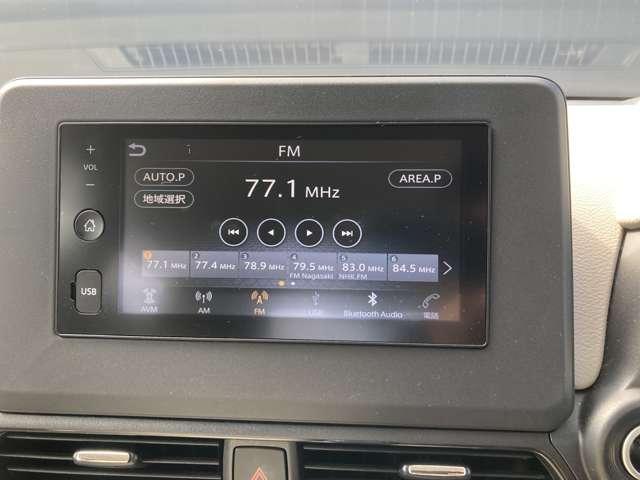 FM
+
VOL
−
AUTO.P
77.1 MHz
AREA.P
地域選択
1 2 3 4 5 6
77.1 MHz 77.4 MHz 78.9 MHz 79.5 MHz 83.0 MHz 84.5 MHz
FM Nagasaki NHK.FM
USB
AVM AM FM USB Bluetooth Audio 電話